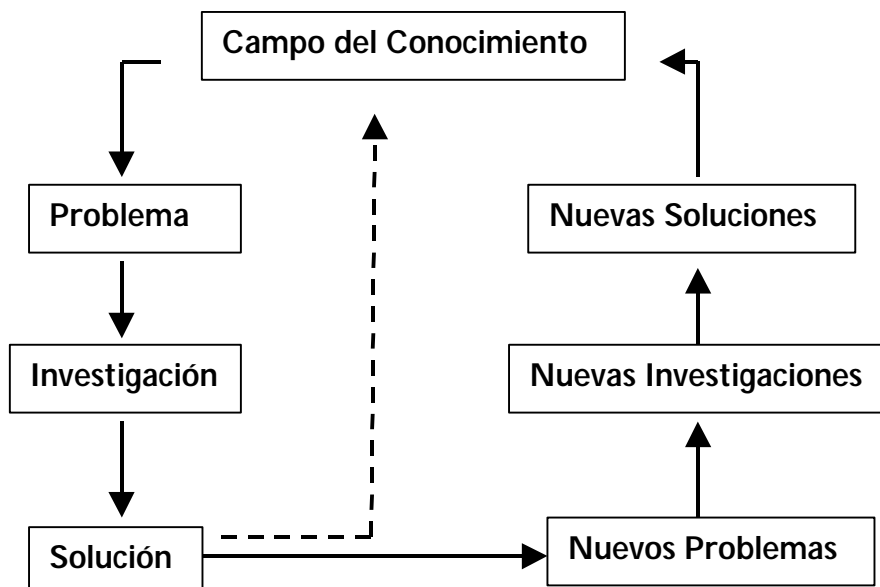 Campo del Conocimiento
Problema
Nuevas Soluciones
Investigación
Nuevas Investigaciones
Solución
Nuevos Problemas